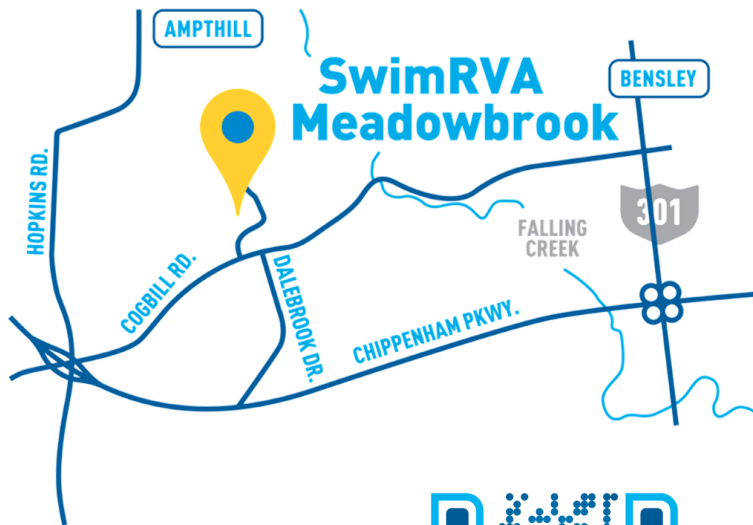 AMPTHILL
SwimRVA
Meadowbrook
BENSLEY
HOPKINS RD.
301
FALLING
CREEK
COGBILL RD.
DALEBROOK DR.
CHIPPENHAM PKWY.